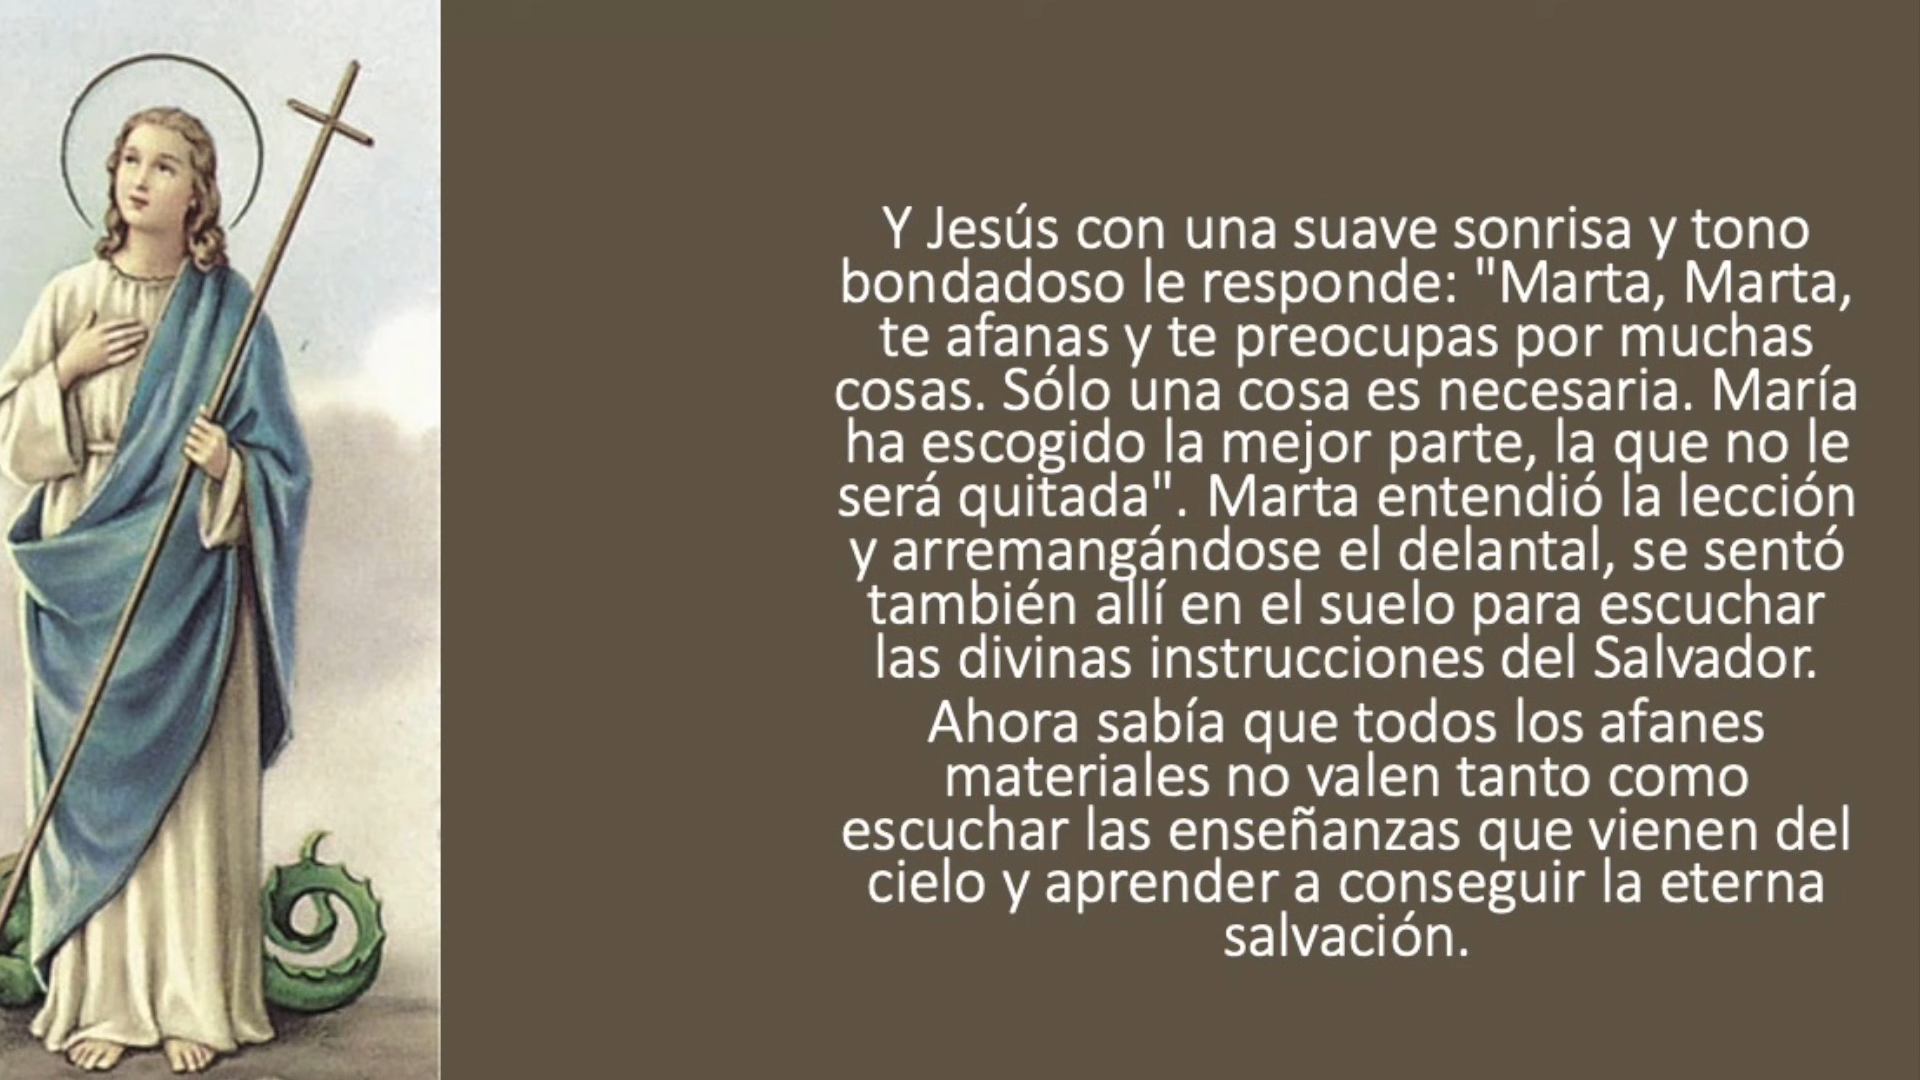 Y Jesús con una suave sonrisa y tono
bondadoso le responde: "Marta, Marta,
te afanas y te preocupas por muchas
cosas. Sólo una cosa es necesaria. María
ha escogido la mejor parte, la que no le
será quitada". Marta entendió la lección
y arremangándose el delantal, se sentó
también allí en el suelo para escuchar
las divinas instrucciones del Salvador.
Ahora sabía que todos los afanes
materiales no valen tanto como
escuchar las enseñanzas que vienen del
cielo y aprender a conseguir la eterna
salvación.